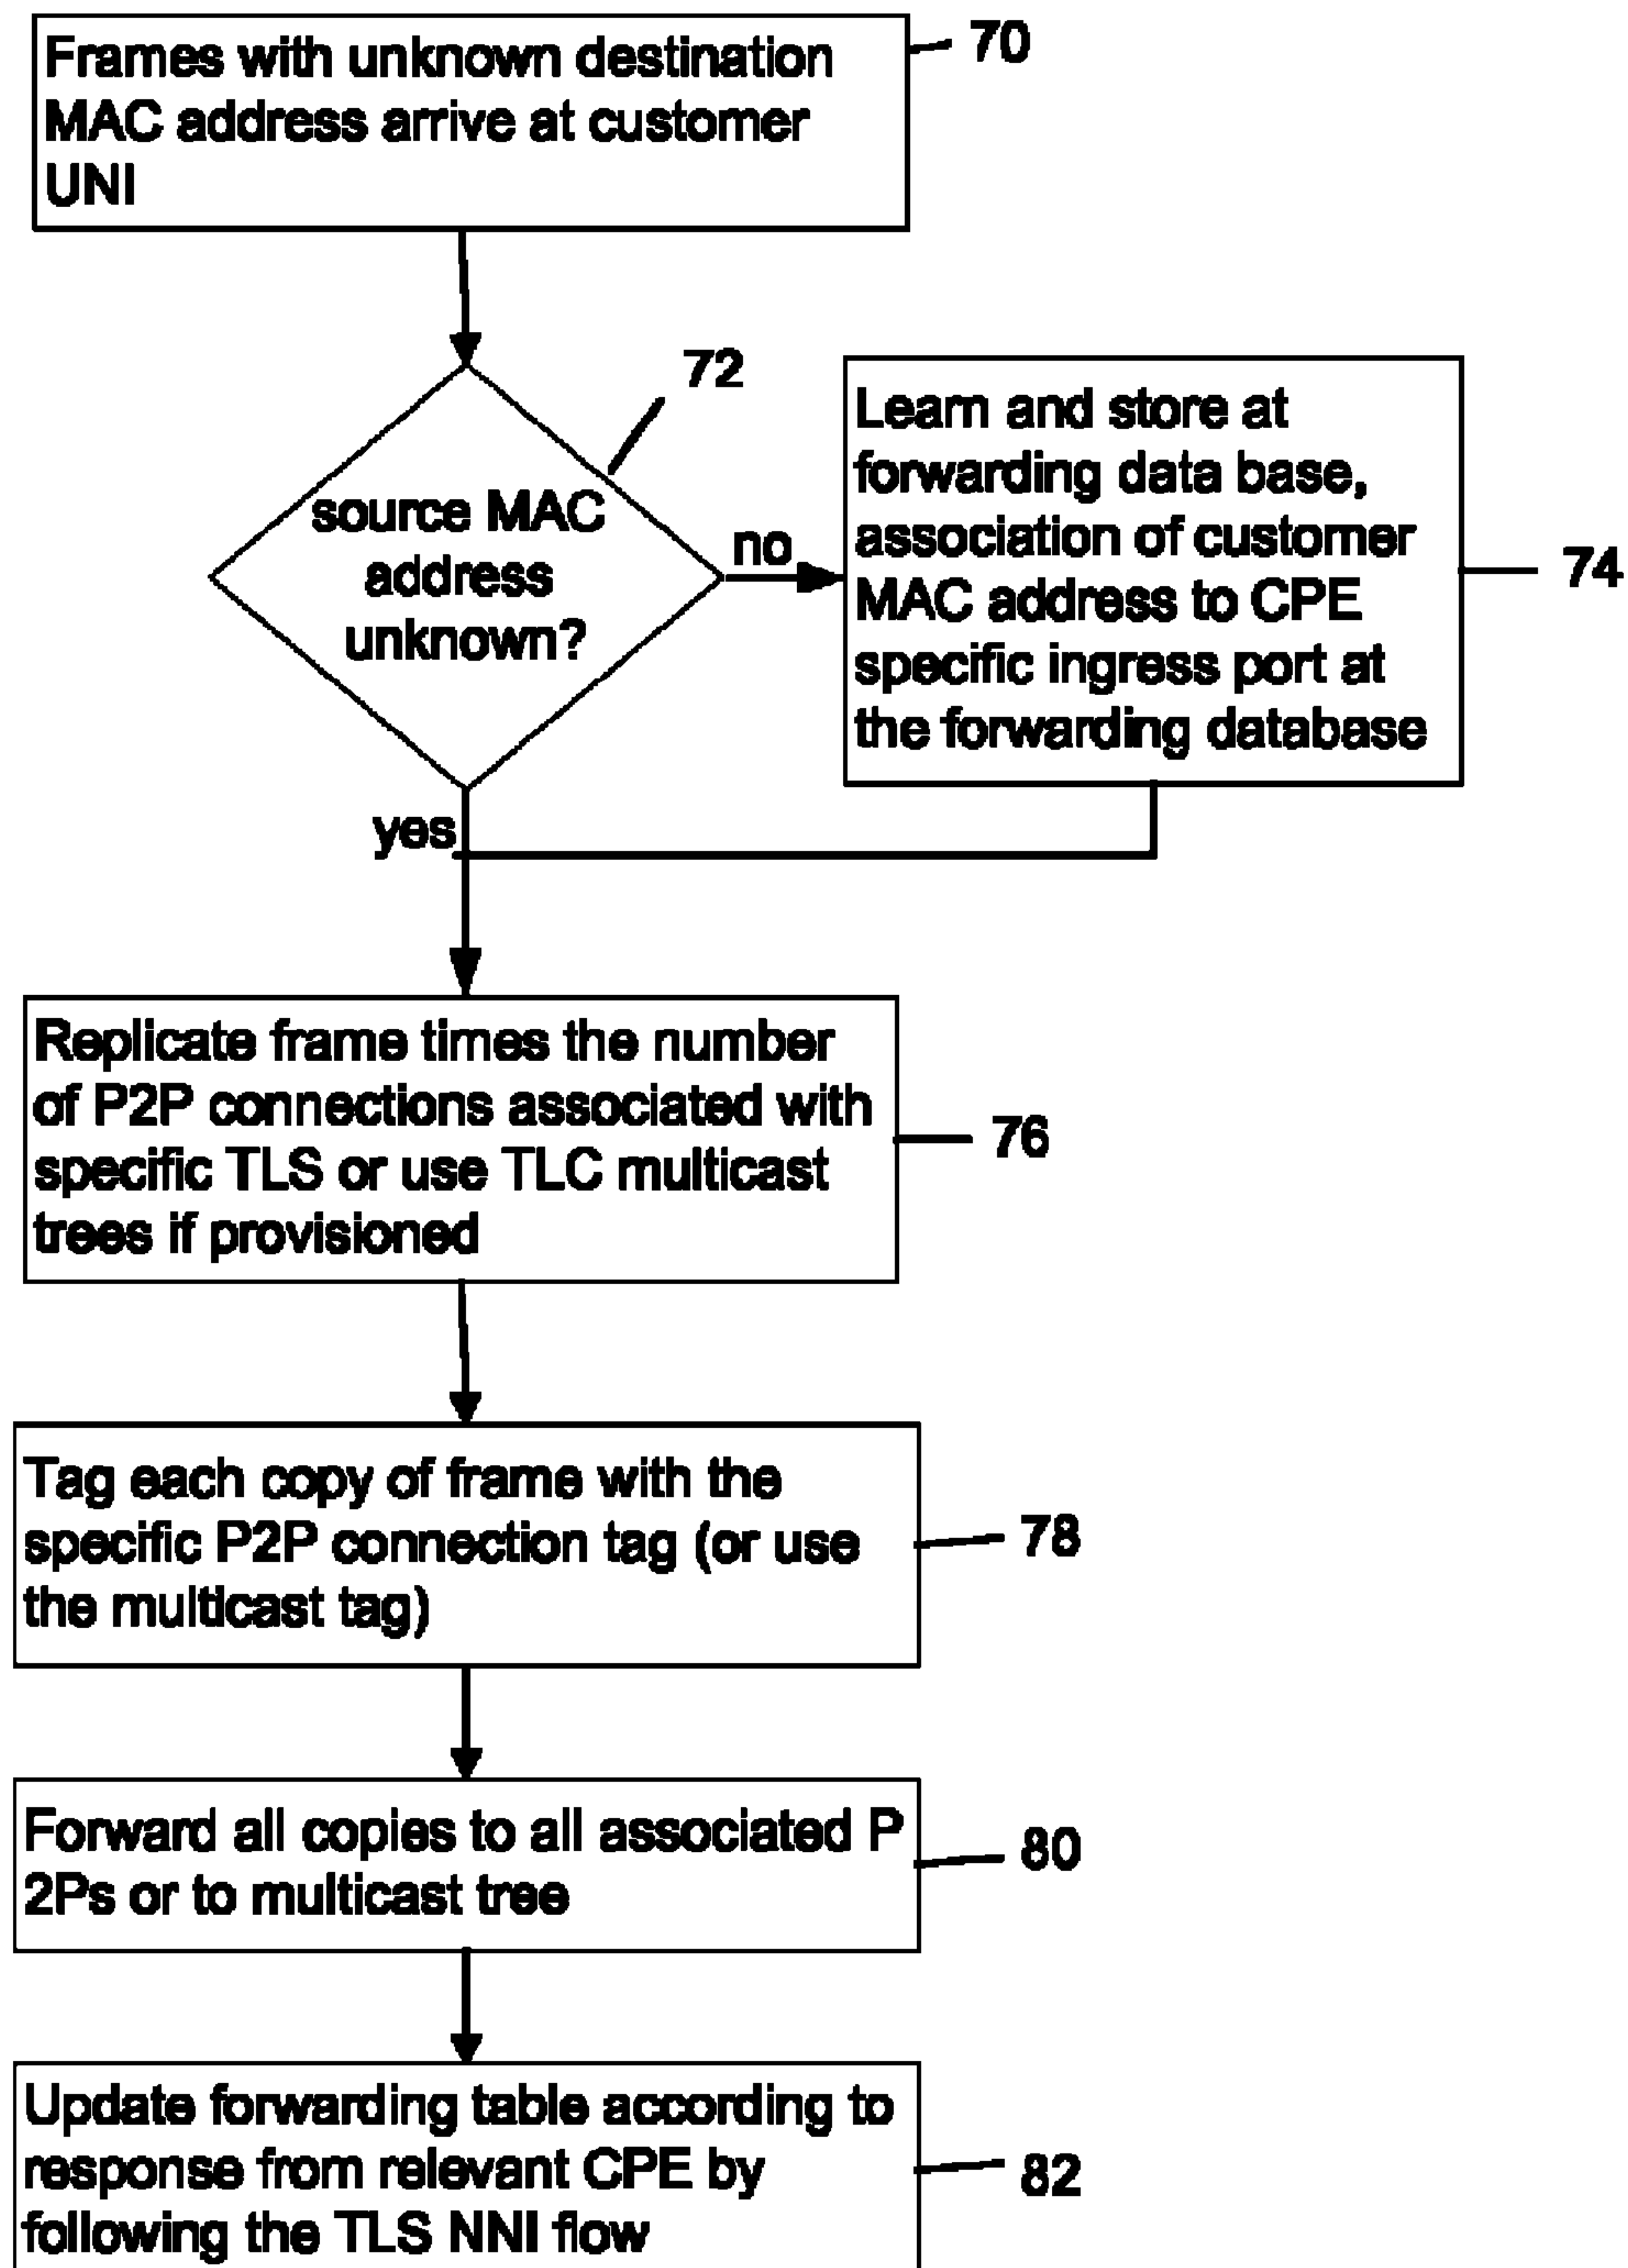 Frames with unknown destination
MAC address arrive at customer
UNI
70
72
source MAC
address
unknown?
no
yes
Learn and store at
forwarding data base,
association of customer
MAC address to CPE
specific ingress port at
the forwarding database
74
Replicate frame times the number
of P2P connections associated with
specific TLS or use TLC multicast
trees if provisioned
76
Tag each copy of frame with the
specific P2P connection tag (or use
the multicast tag)
78
Forward all copies to all associated P
2Ps or to multicast tree
80
Update forwarding table according to
response from relevant CPE by
following the TLS NNI flow
82